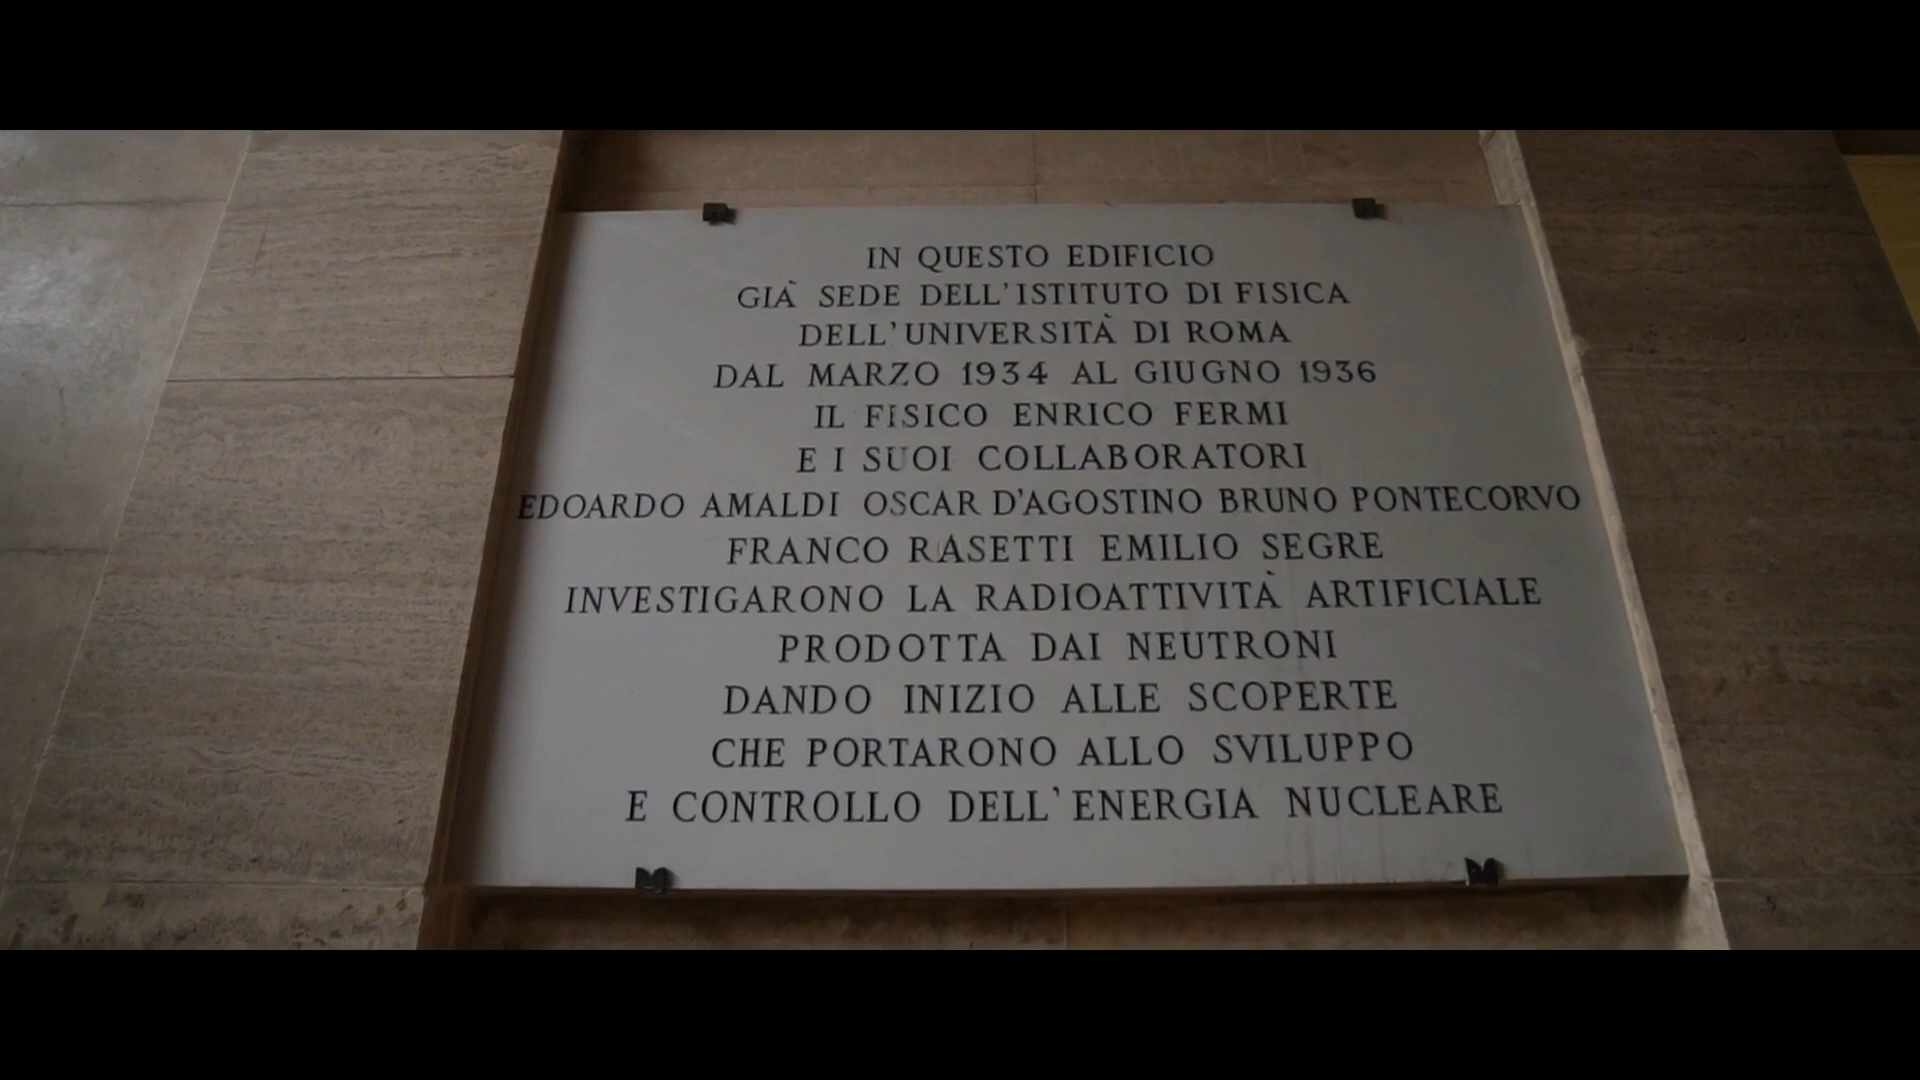 IN QUESTO EDIFICIO
GIÀ SEDE DELL'ISTITUTO DI FISICA
DELL'UNIVERSITÀ DI ROMA
DAL MARZO 1934 AL GIUGNO 1936
IL FISICO ENRICO FERMI
E I SUOI COLLABORATORI
EDOARDO AMALDI OSCAR D'AGOSTINO BRUNO PONTECORVO
FRANCO RASETTI EMILIO SEGRE
INVESTIGARONO LA RADIOATTIVITÀ ARTIFICIALE
PRODOTTA DAI NEUTRONI
DANDO INIZIO ALLE SCOPERTE
CHE PORTARONO ALLO SVILUPPO
E CONTROLLO DELL'ENERGIA NUCLEARE